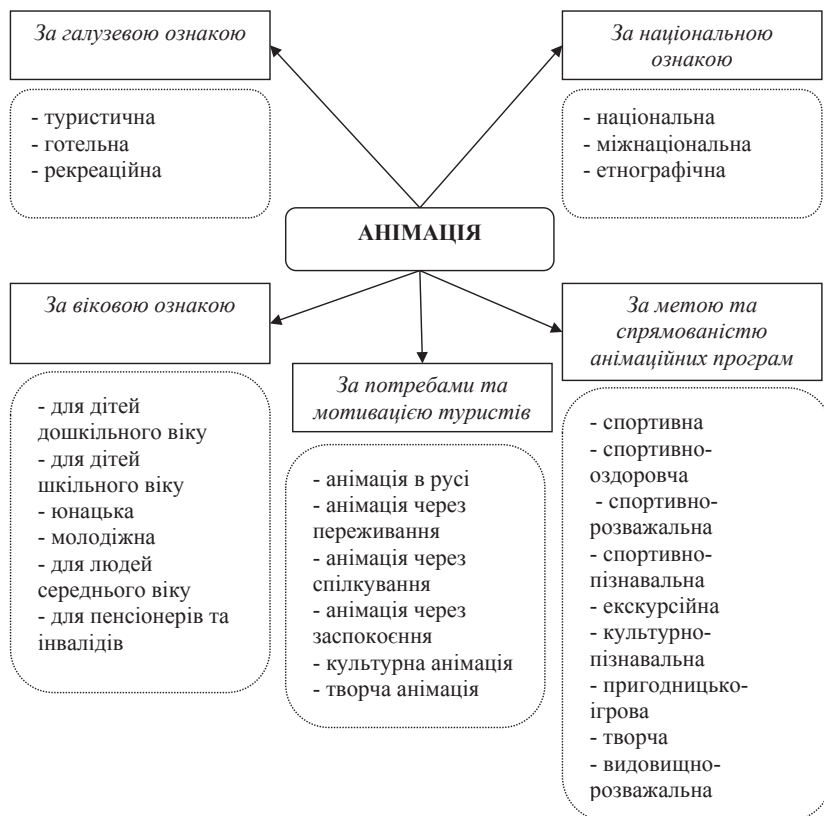 За галузевою ознакою
- туристична
- готельна
- рекреаційна
За національною
ознакою
- національна
- міжнаціональна
- етнографічна
АНІМАЦІЯ
За віковою ознакою
- для дітей
дошкільного віку
- для дітей
шкільного віку
- юнацька
- молодіжна
- для людей
середнього віку
- для пенсіонерів та
інвалідів
За потребами та
мотивацією туристів
- анімація в русі
- анімація через
переживання
- анімація через
спілкування
- анімація через
заспокоєння
- культурна анімація
- творча анімація
За метою та
спрямованістю
анімаційних програм
- спортивна
- спортивно-
оздоровча
- спортивно-
розважальна
- спортивно-
пізнавальна
- екскурсійна
- культурно-
пізнавальна
- пригодницько-
ігрова
- творча
- видовищно-
розважальна